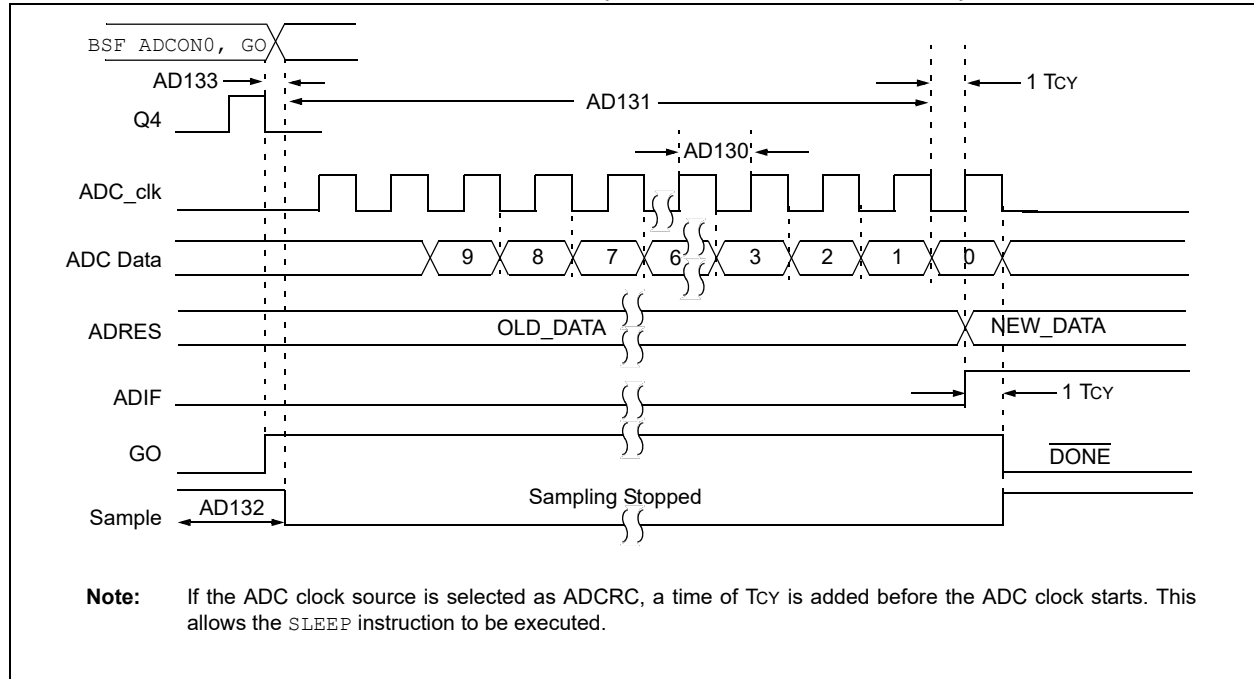 BSF ADCON0, GO
AD133
1 TCY
AD131
Q4
AD130
ADC_clk
ADC Data 9 8 7 6 3 2 1 0
ADRES OLD_DATA NEW_DATA
ADIF 1 TCY
GO DONE
Sample AD132 Sampling Stopped
Note: If the ADC clock source is selected as ADCRC, a time of TCY is added before the ADC clock starts. This
allows the SLEEP instruction to be executed.